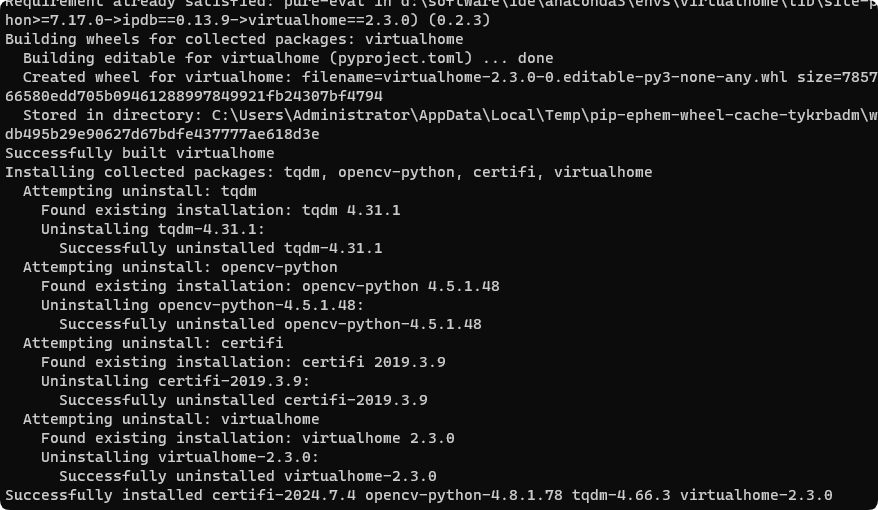 Requirement already satisfied: pure-eval in d:\software\ide\anaconda3\envs\virtualhome\lib\site-p
hon>=7.17.0->ipdb==0.13.9->virtualhome==2.3.0) (0.2.3)
Building wheels for collected packages: virtualhome
  Building editable for virtualhome (pyproject.toml) ... done
  Created wheel for virtualhome: filename=virtualhome-2.3.0-0.editable-py3-none-any.whl size=7857
66580edd705b09461288997849921fb24307bf4794
  Stored in directory: C:\Users\Administrator\AppData\Local\Temp\pip-ephem-wheel-cache-tykrbadm\w
db495b29e90627d67bdfe437777ae618d3e
Successfully built virtualhome
Installing collected packages: tqdm, opencv-python, certifi, virtualhome
  Attempting uninstall: tqdm
    Found existing installation: tqdm 4.31.1
    Uninstalling tqdm-4.31.1:
      Successfully uninstalled tqdm-4.31.1
  Attempting uninstall: opencv-python
    Found existing installation: opencv-python 4.5.1.48
    Uninstalling opencv-python-4.5.1.48:
      Successfully uninstalled opencv-python-4.5.1.48
  Attempting uninstall: certifi
    Found existing installation: certifi 2019.3.9
    Uninstalling certifi-2019.3.9:
      Successfully uninstalled certifi-2019.3.9
  Attempting uninstall: virtualhome
    Found existing installation: virtualhome 2.3.0
    Uninstalling virtualhome-2.3.0:
      Successfully uninstalled virtualhome-2.3.0
Successfully installed certifi-2024.7.4 opencv-python-4.8.1.78 tqdm-4.66.3 virtualhome-2.3.0